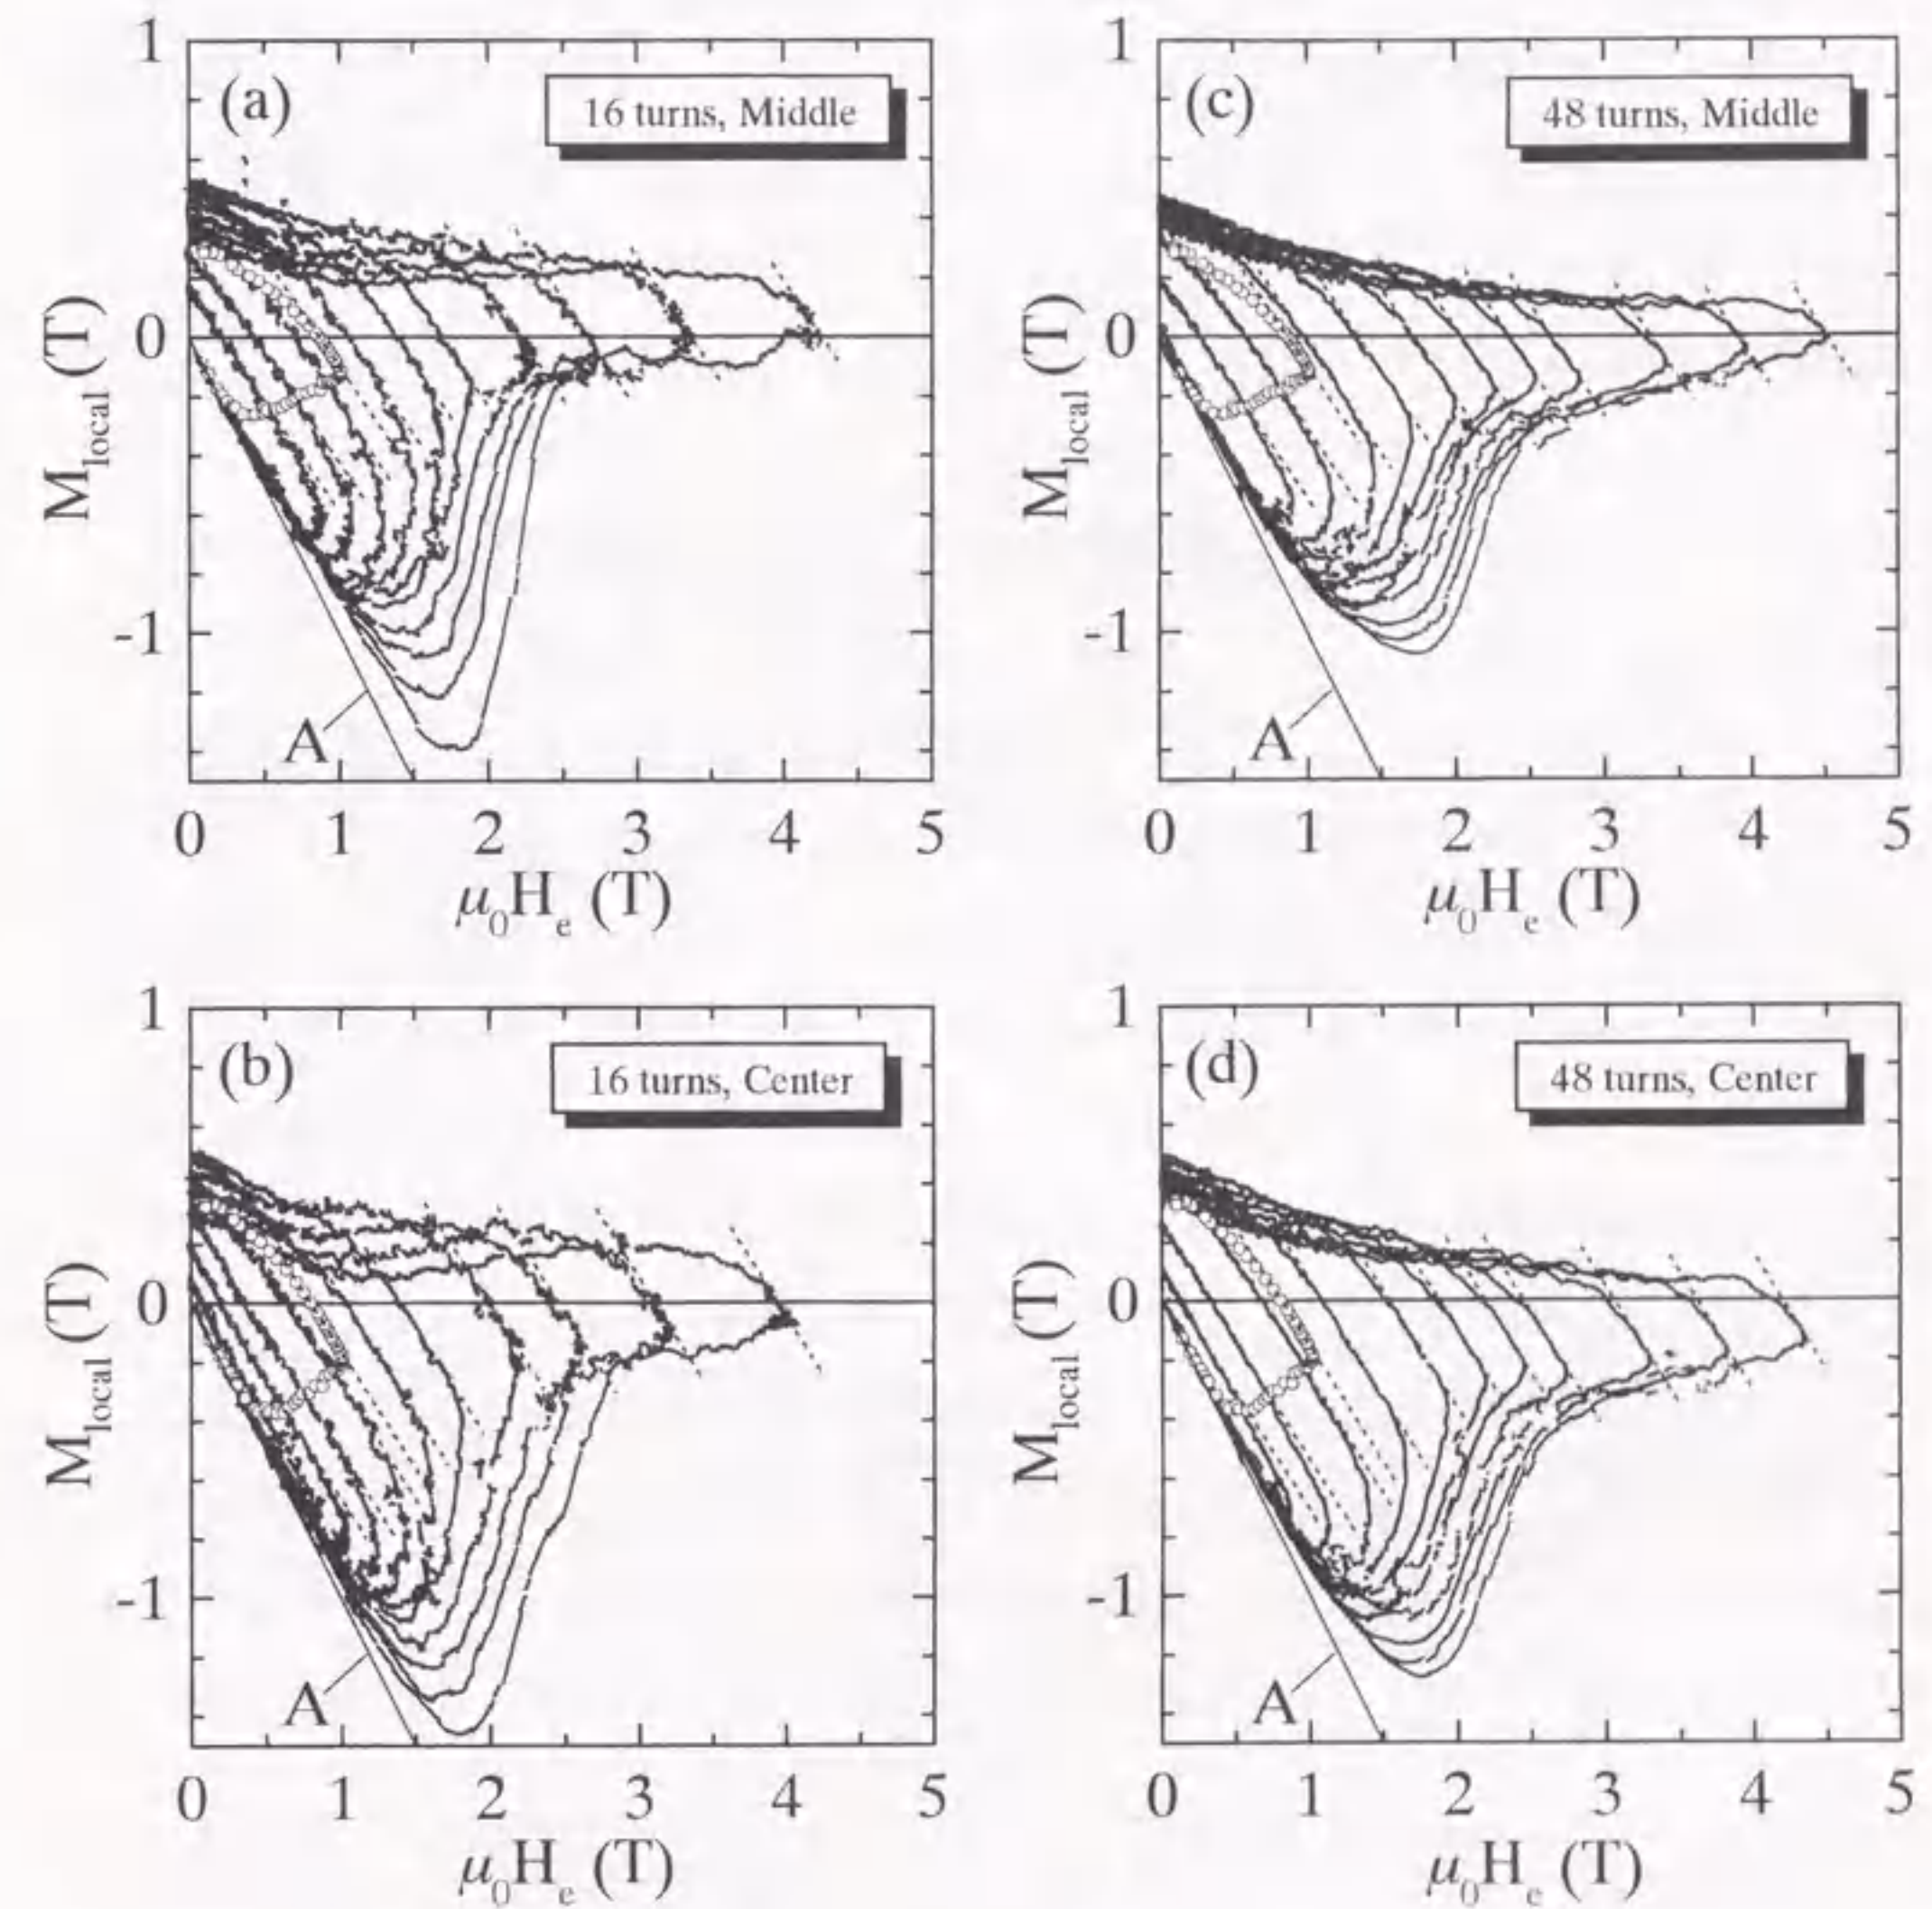 (a)
16 turns, Middle
1
0
-1
M_local (T)
A
0 1 2 3 4 5
μ₀Hₑ (T)
(c)
48 turns, Middle
1
0
-1
M_local (T)
A
0 1 2 3 4 5
μ₀Hₑ (T)
(b)
16 turns, Center
1
0
-1
M_local (T)
A
0 1 2 3 4 5
μ₀Hₑ (T)
(d)
48 turns, Center
1
0
-1
M_local (T)
A
0 1 2 3 4 5
μ₀Hₑ (T)